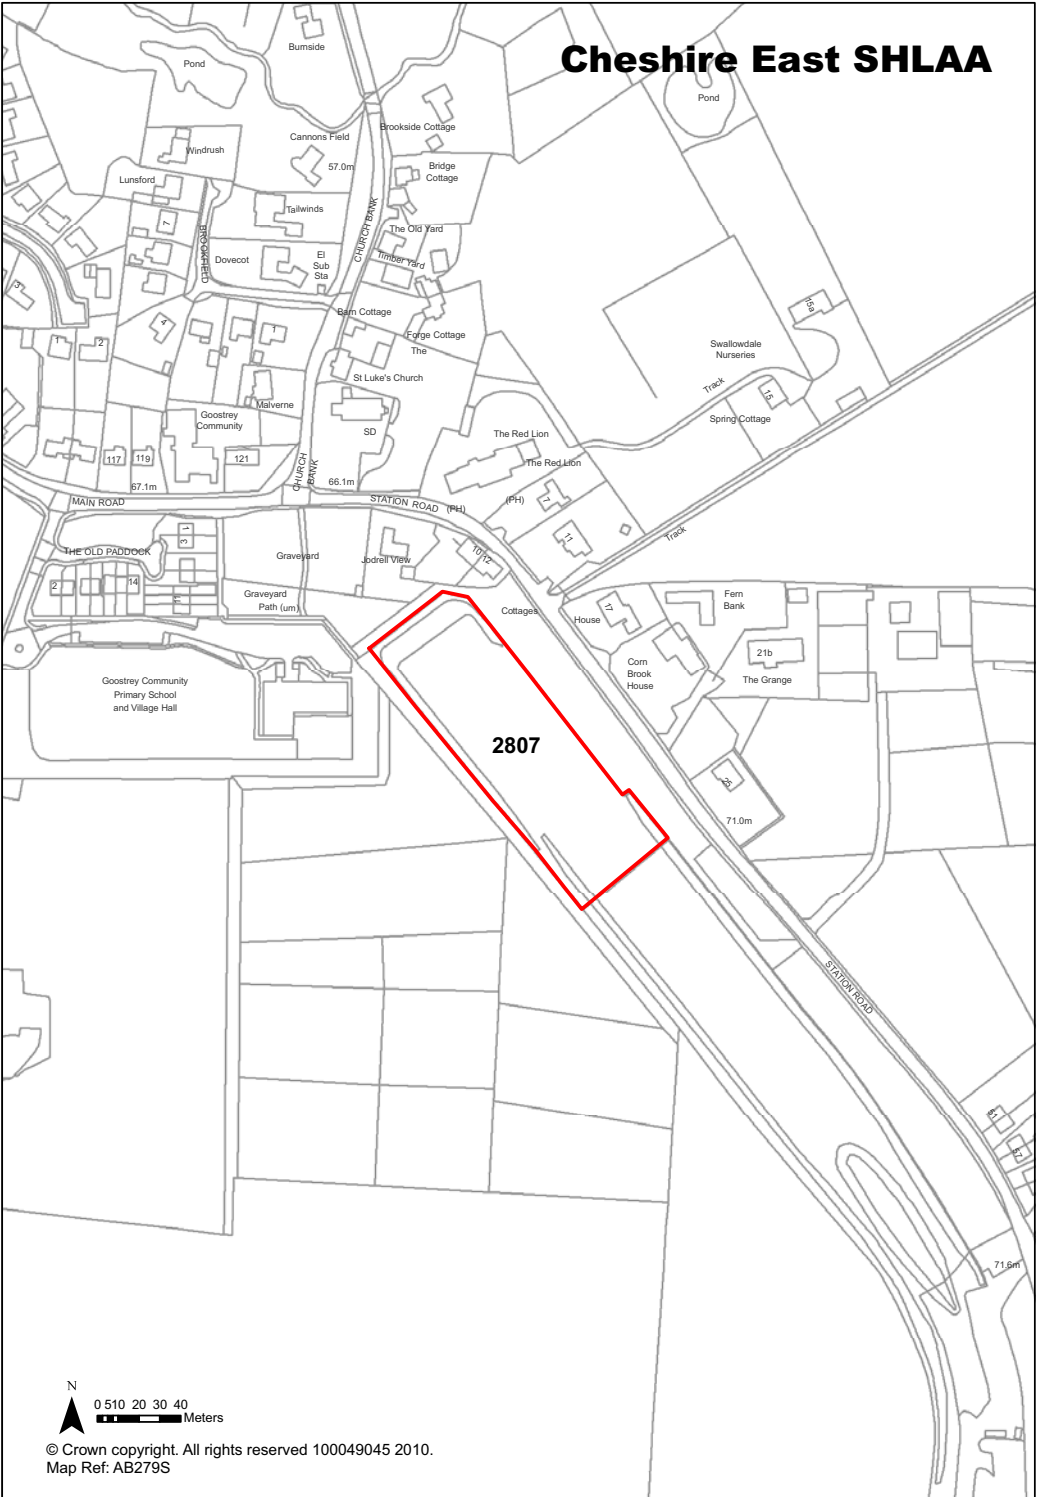 Cheshire East SHLAA
Burnside
Pond
Pond
Cannons Field
Brookside Cottage
57.0m
Windrush
Bridge
Cottage
Lunsford
7
Tailwinds
BROOKFIELD
CHURCH BANK
The Old Yard
Timber Yard
Dovecot
El
Sub
Sta
3
Barn Cottage
15a
4
1
Forge Cottage
The
1
2
Swallowdale
Nurseries
St Luke's Church
Track
15
Malverne
Spring Cottage
Goostrey
Community
SD
The Red Lion
117
119
121
The Red Lion
CHURCH
BANK
67.1m
66.1m
MAIN ROAD
STATION ROAD
(PH)
(PH)
7
1
3
11
Track
THE OLD PADDOCK
Graveyard
Jodrell View
10
12
2
14
11
Graveyard
Path (um)
Cottages
17
House
Fern
Bank
21b
The Grange
Corn
Brook
House
Goostrey Community
Primary School
and Village Hall
2807
25
71.0m
STATION ROAD
51
57
71.6m
N
0 510 20 30 40
Meters
© Crown copyright. All rights reserved 100049045 2010.
Map Ref: AB279S